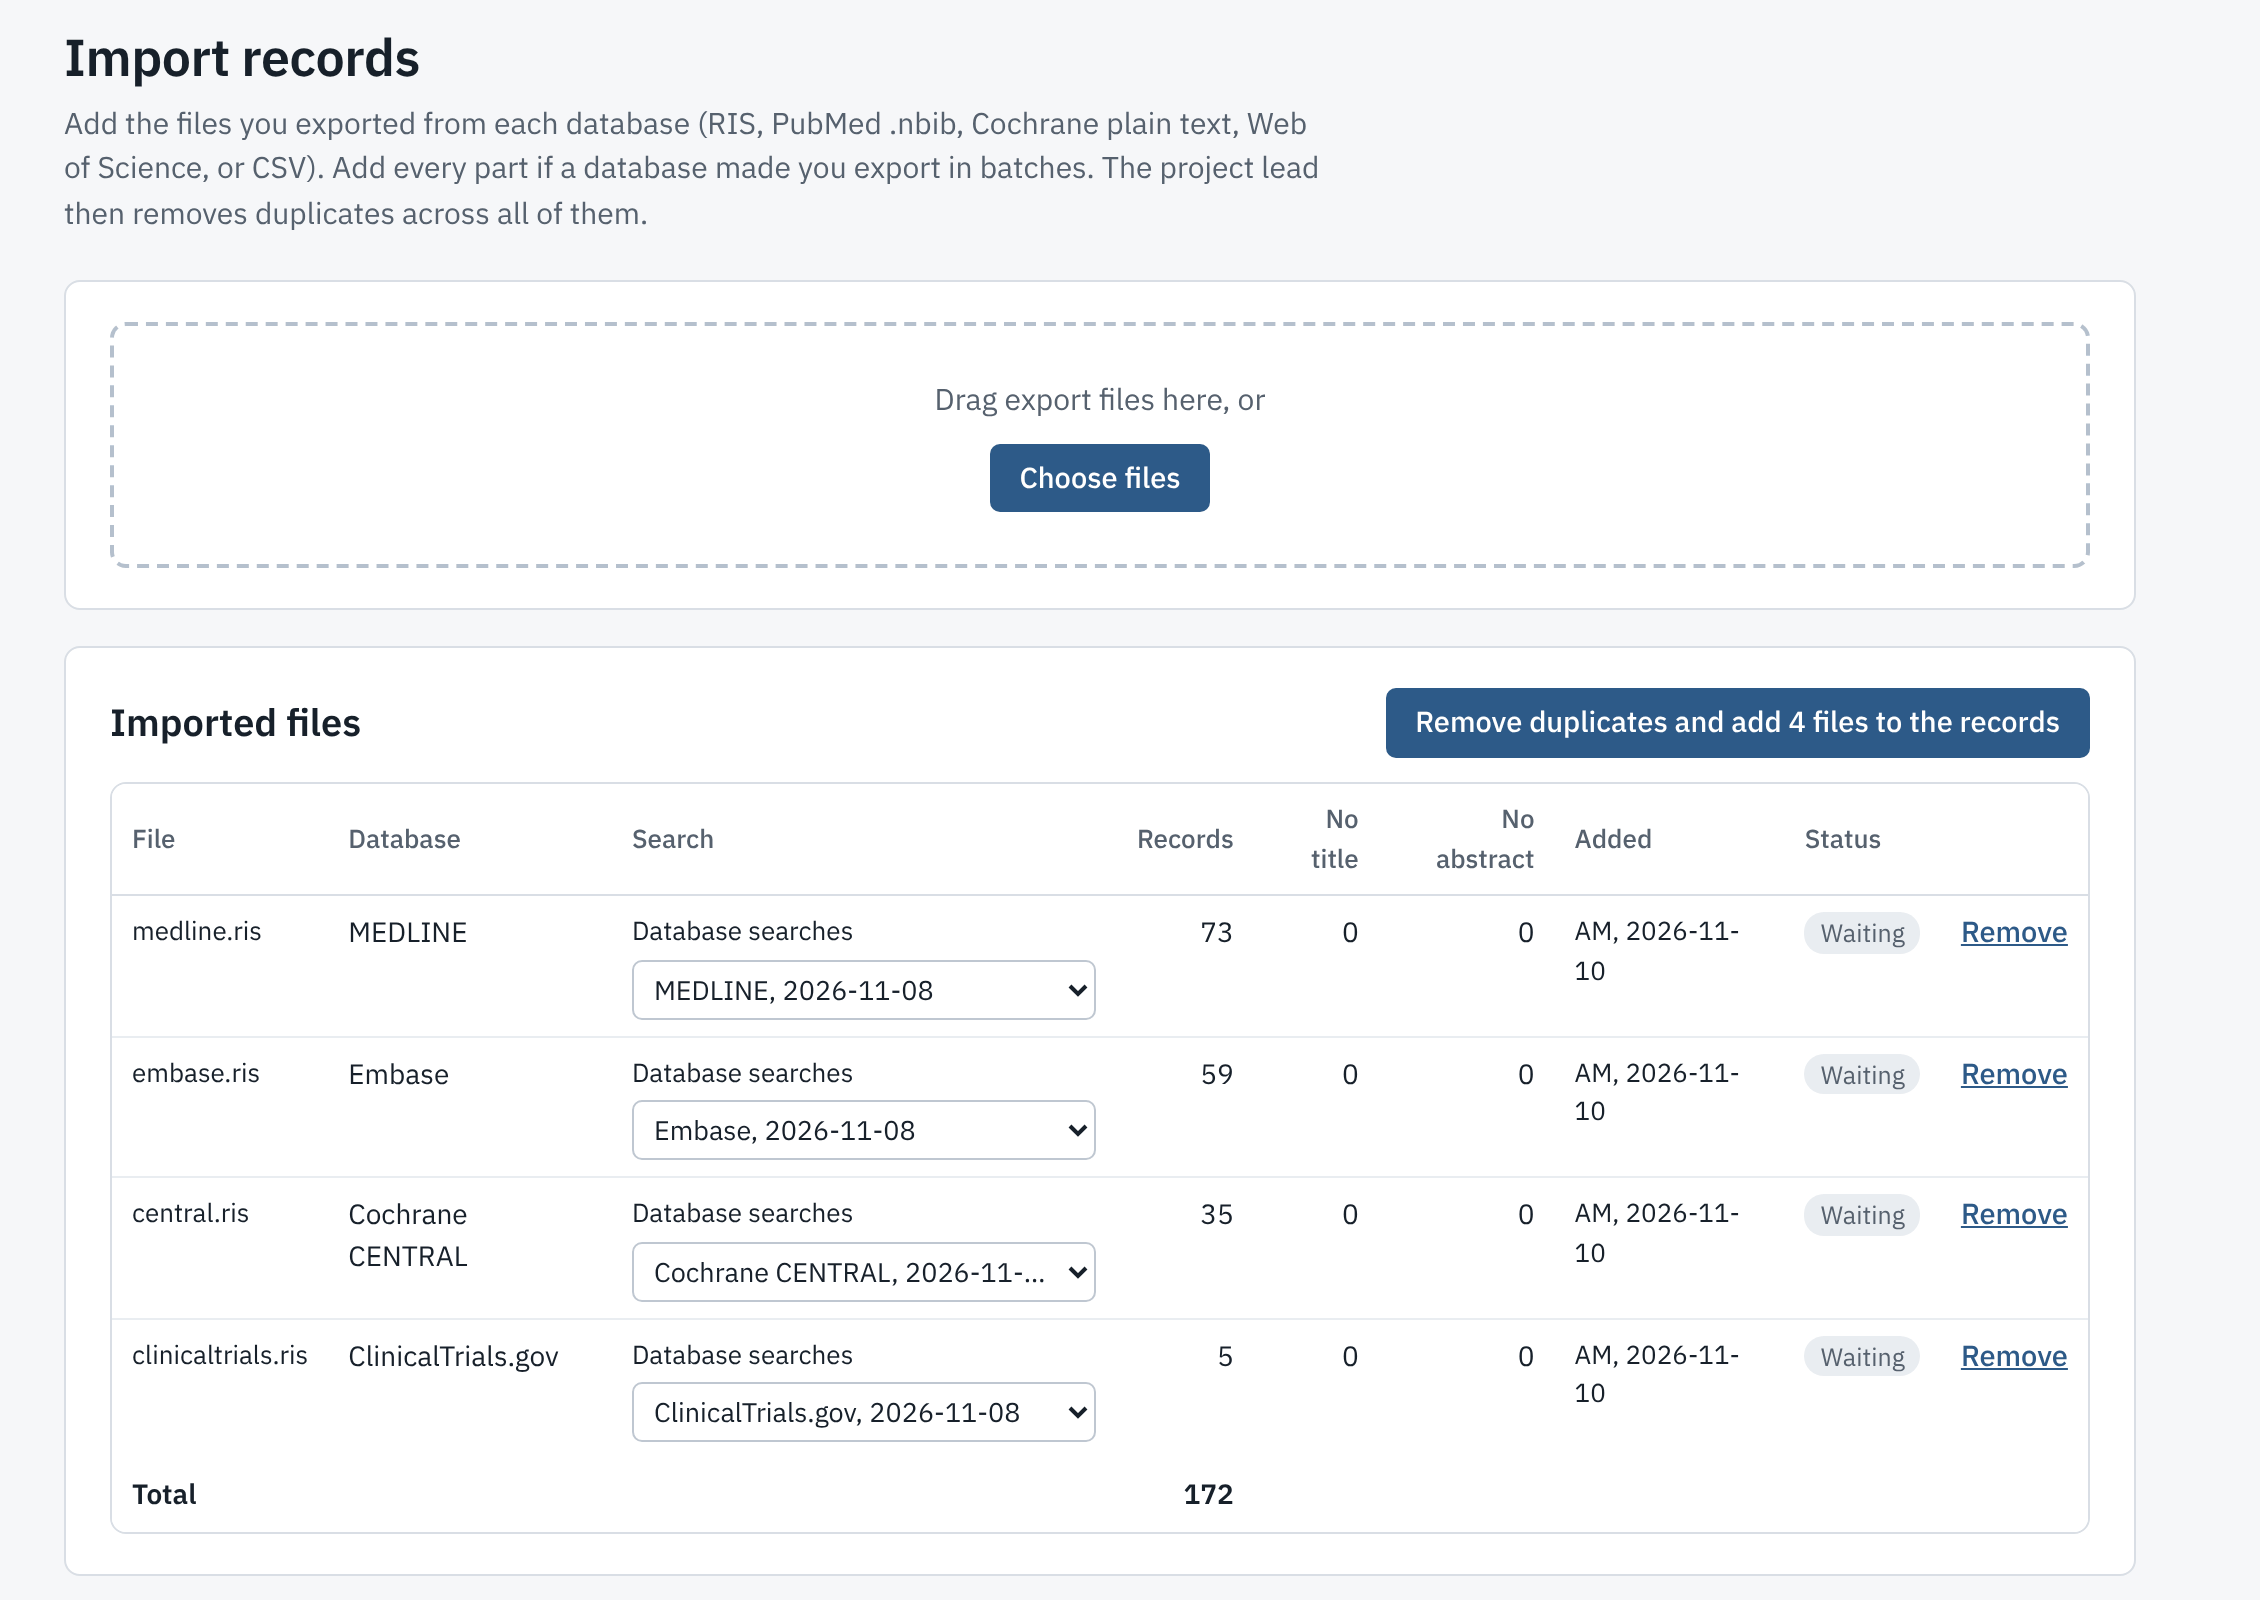 Import records
Add the files you exported from each database (RIS, PubMed .nbib, Cochrane plain text, Web
of Science, or CSV). Add every part if a database made you export in batches. The project lead
then removes duplicates across all of them.
Drag export files here, or
Choose files
Imported files
Remove duplicates and add 4 files to the records
File Database Search Records No title No abstract Added Status
medline.ris MEDLINE Database searches 73 0 0 AM, 2026-11-10 Waiting Remove
MEDLINE, 2026-11-08
embase.ris Embase Database searches 59 0 0 AM, 2026-11-10 Waiting Remove
Embase, 2026-11-08
central.ris Cochrane CENTRAL Database searches 35 0 0 AM, 2026-11-10 Waiting Remove
Cochrane CENTRAL, 2026-11-...
clinicaltrials.ris ClinicalTrials.gov Database searches 5 0 0 AM, 2026-11-10 Waiting Remove
ClinicalTrials.gov, 2026-11-08
Total 172